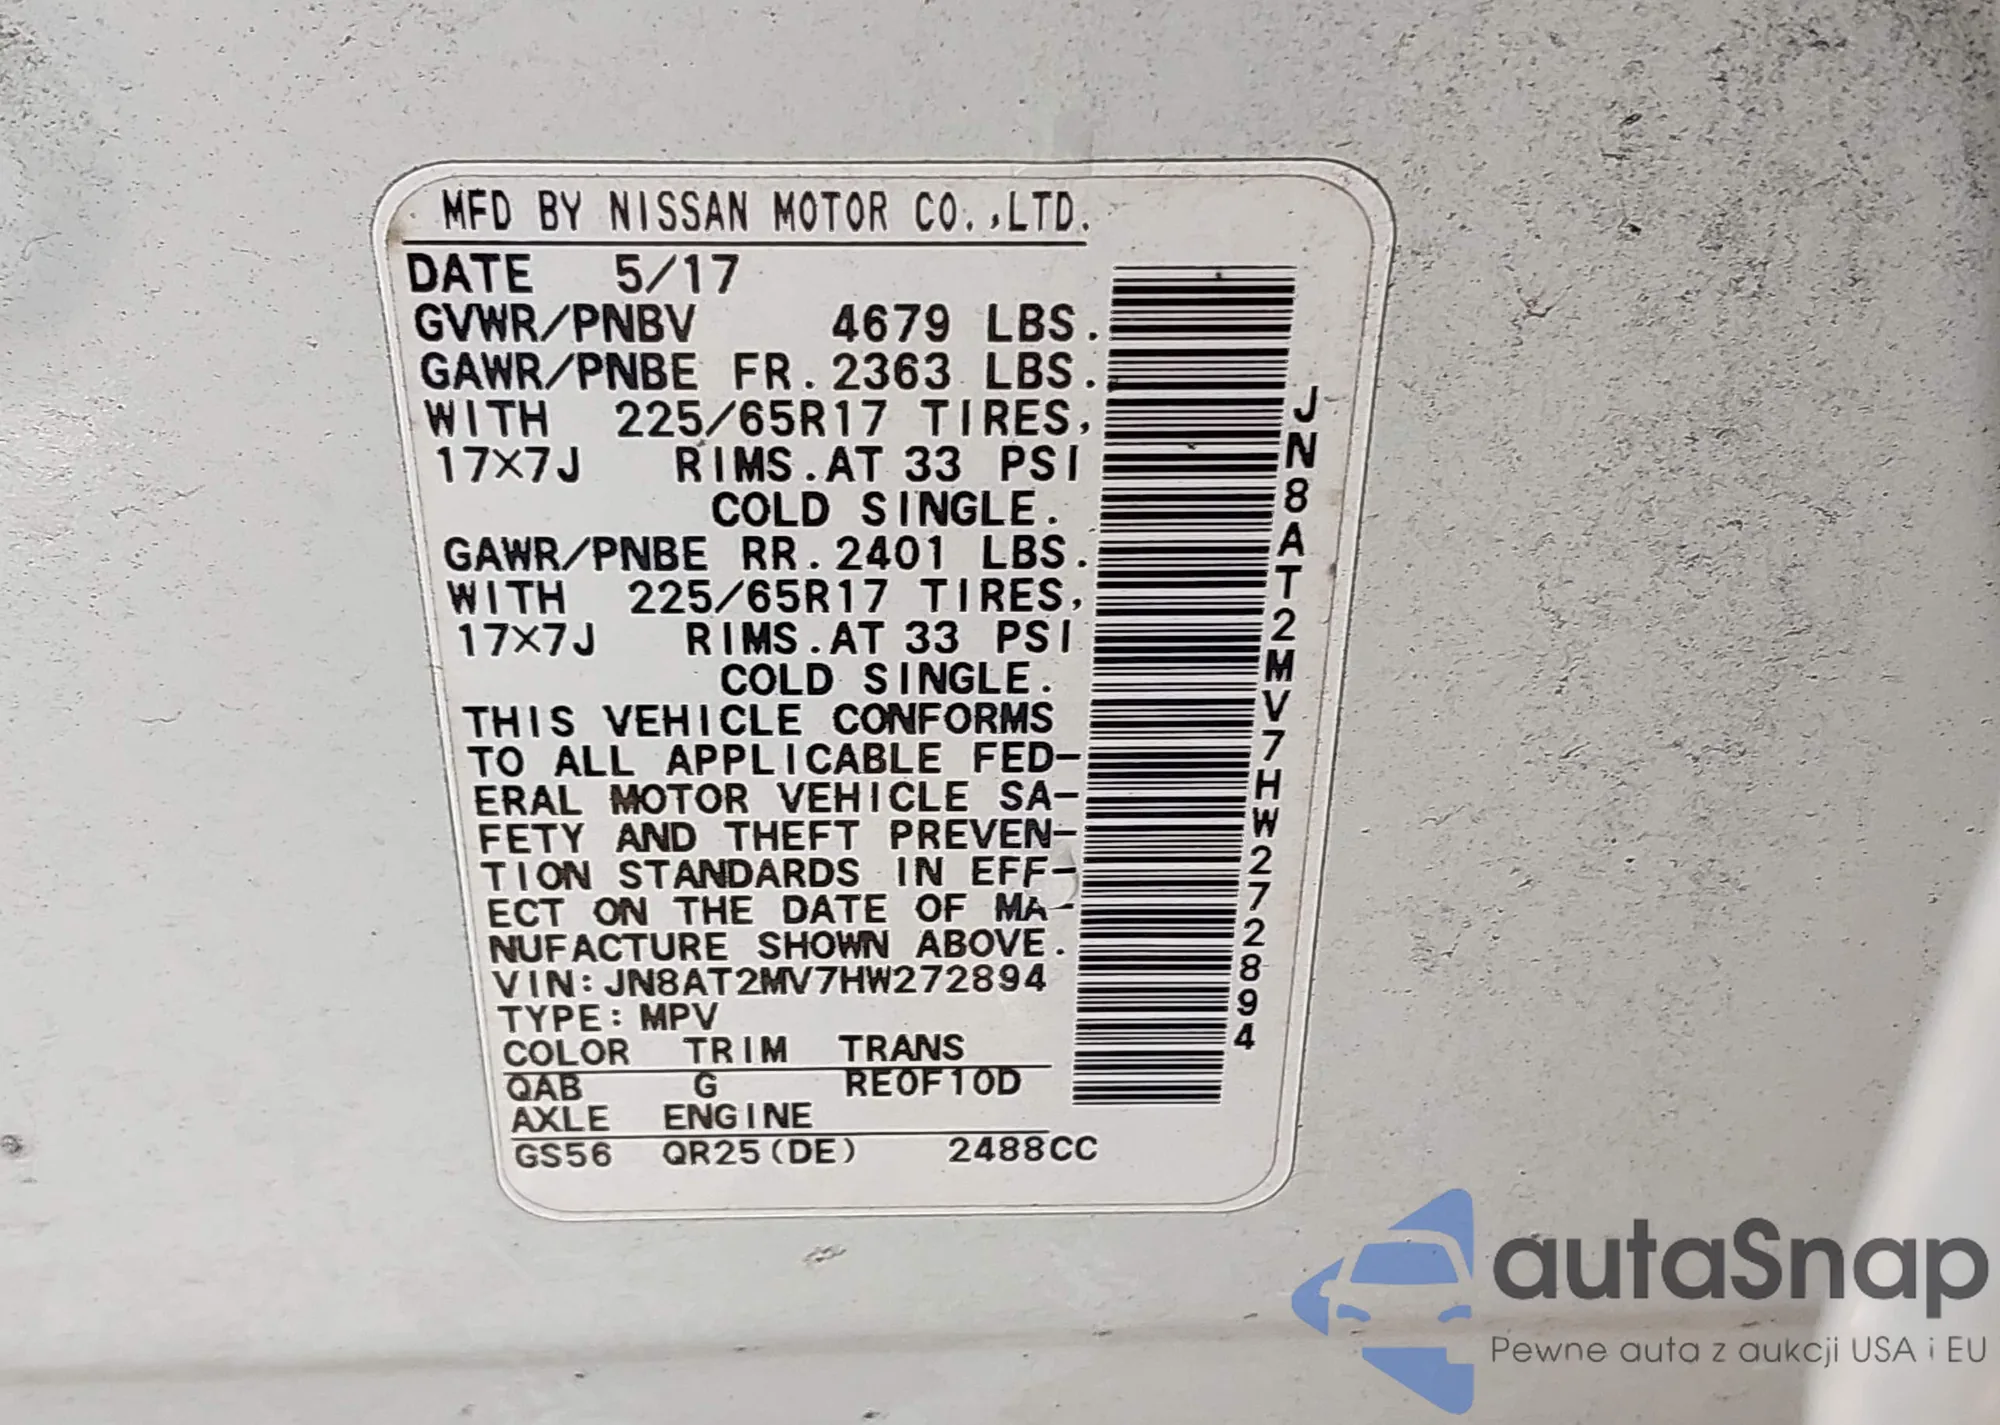 MFD BY NISSAN MOTOR CO.,LTD.
DATE 5/17
GVWR/PNBV 4679 LBS.
GAWR/PNBE FR. 2363 LBS.
WITH 225/65R17 TIRES,
17×7J RIMS. AT 33 PSI
COLD SINGLE.
GAWR/PNBE RR. 2401 LBS.
WITH 225/65R17 TIRES,
17×7J RIMS. AT 33 PSI
COLD SINGLE.
THIS VEHICLE CONFORMS
TO ALL APPLICABLE FED-
ERAL MOTOR VEHICLE SA-
FETY AND THEFT PREVEN-
TION STANDARDS IN EFF-
ECT ON THE DATE OF MA-
NUFACTURE SHOWN ABOVE.
VIN: JN8AT2MV7HW272894
TYPE: MPV
COLOR TRIM TRANS
QAB G RE0F10D
AXLE ENGINE
GS56 QR25(DE) 2488CC
JN8AT2MV7HW272894
autaSnap
Pewne auta z aukcji USA i EU